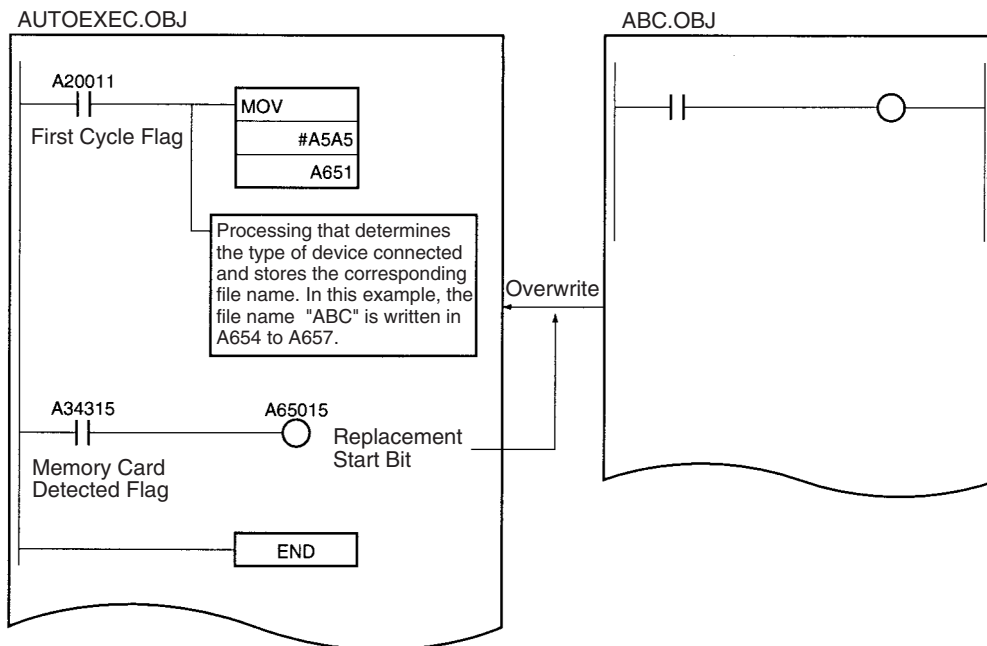 AUTOEXEC.OBJ
ABC.OBJ
A20011
First Cycle Flag
MOV
#A5A5
A651
Processing that determines
the type of device connected
and stores the corresponding
file name. In this example, the
file name "ABC" is written in
A654 to A657.
Overwrite
A34315
A65015
Replacement
Start Bit
Memory Card
Detected Flag
END